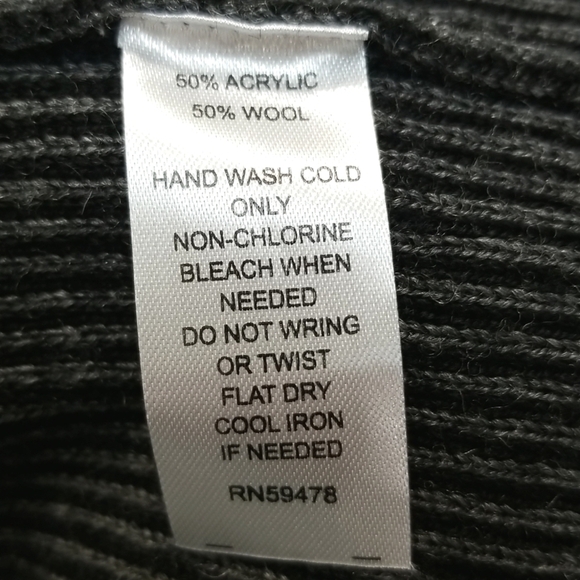 50% ACRYLIC
50% WOOL
HAND WASH COLD
ONLY
NON-CHLORINE
BLEACH WHEN
NEEDED
DO NOT WRING
OR TWIST
FLAT DRY
COOL IRON
IF NEEDED
RN59478